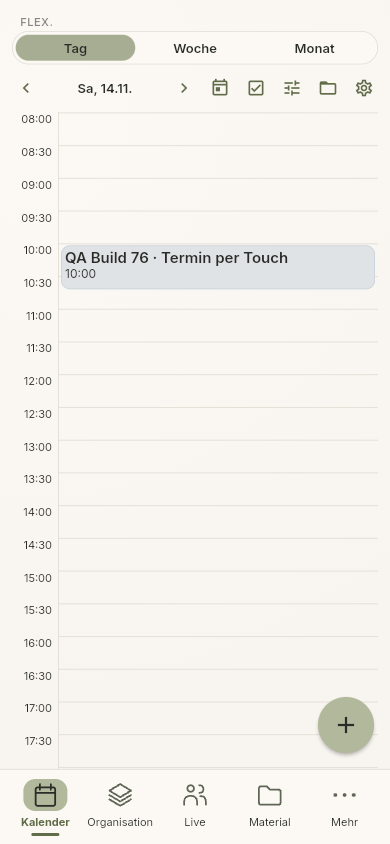 FLEX.
Tag
Woche
Monat
Sa, 14.11.
08:00
08:30
09:00
09:30
10:00
QA Build 76 · Termin per Touch
10:00
10:30
11:00
11:30
12:00
12:30
13:00
13:30
14:00
14:30
15:00
15:30
16:00
16:30
17:00
17:30
Kalender
Organisation
Live
Material
Mehr